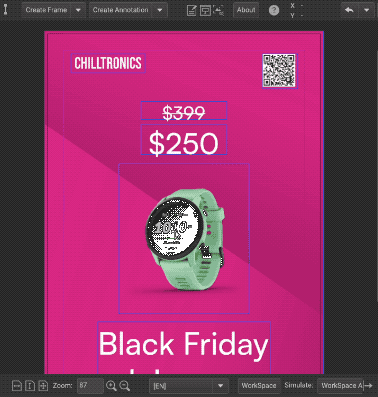 Create Frame
Create Annotation
About
X -
Y -
CHILLTRONICS
$399
$250
Black Friday
Zoom: 87
[EN]
WorkSpace
Simulate:
WorkSpace A